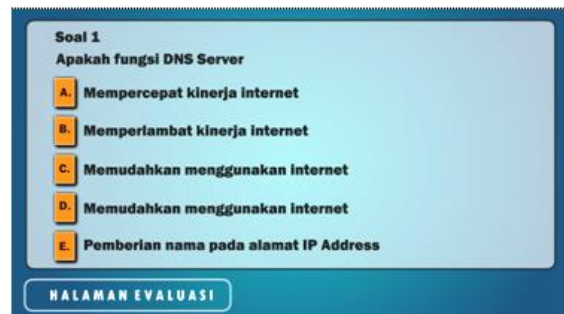 Soal 1
Apakah fungsi DNS Server
A. Mempercepat kinerja internet
B. Memperlambat kinerja internet
C. Memudahkan menggunakan internet
D. Memudahkan menggunakan internet
E. Pemberian nama pada alamat IP Address
HALAMAN EVALUASI